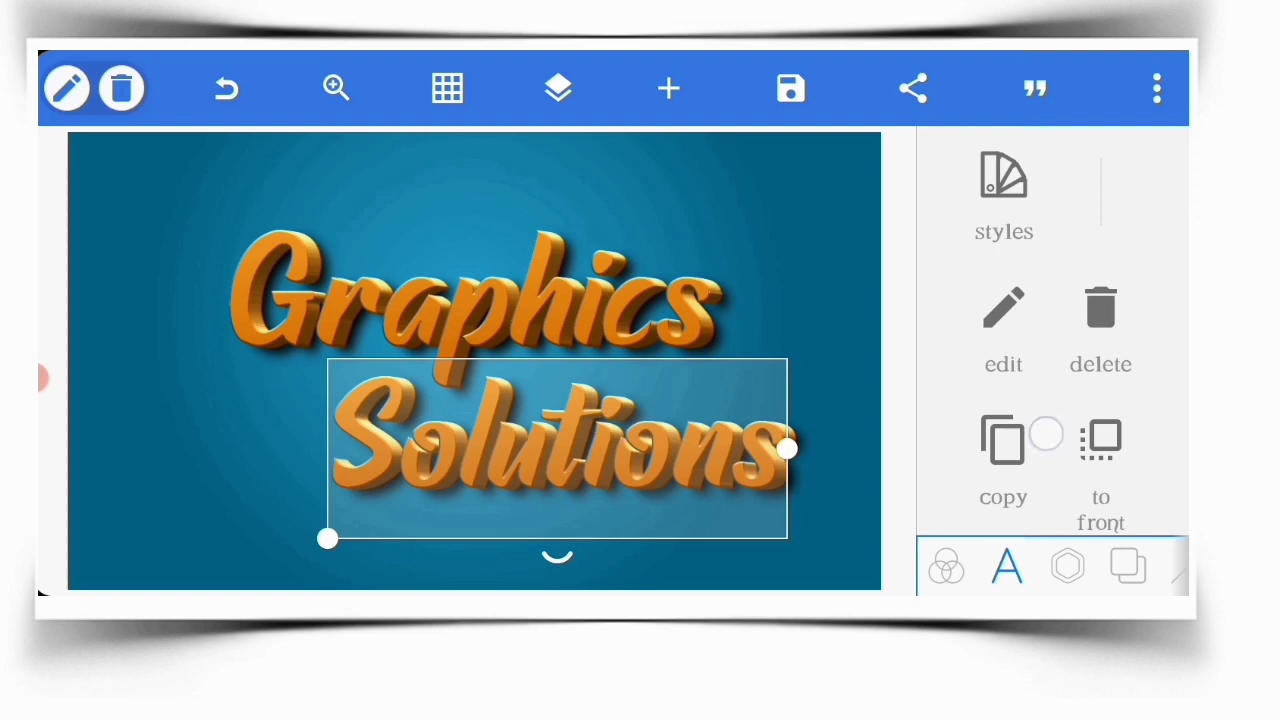 Graphics
Solutions
styles
edit
delete
copy
to
front